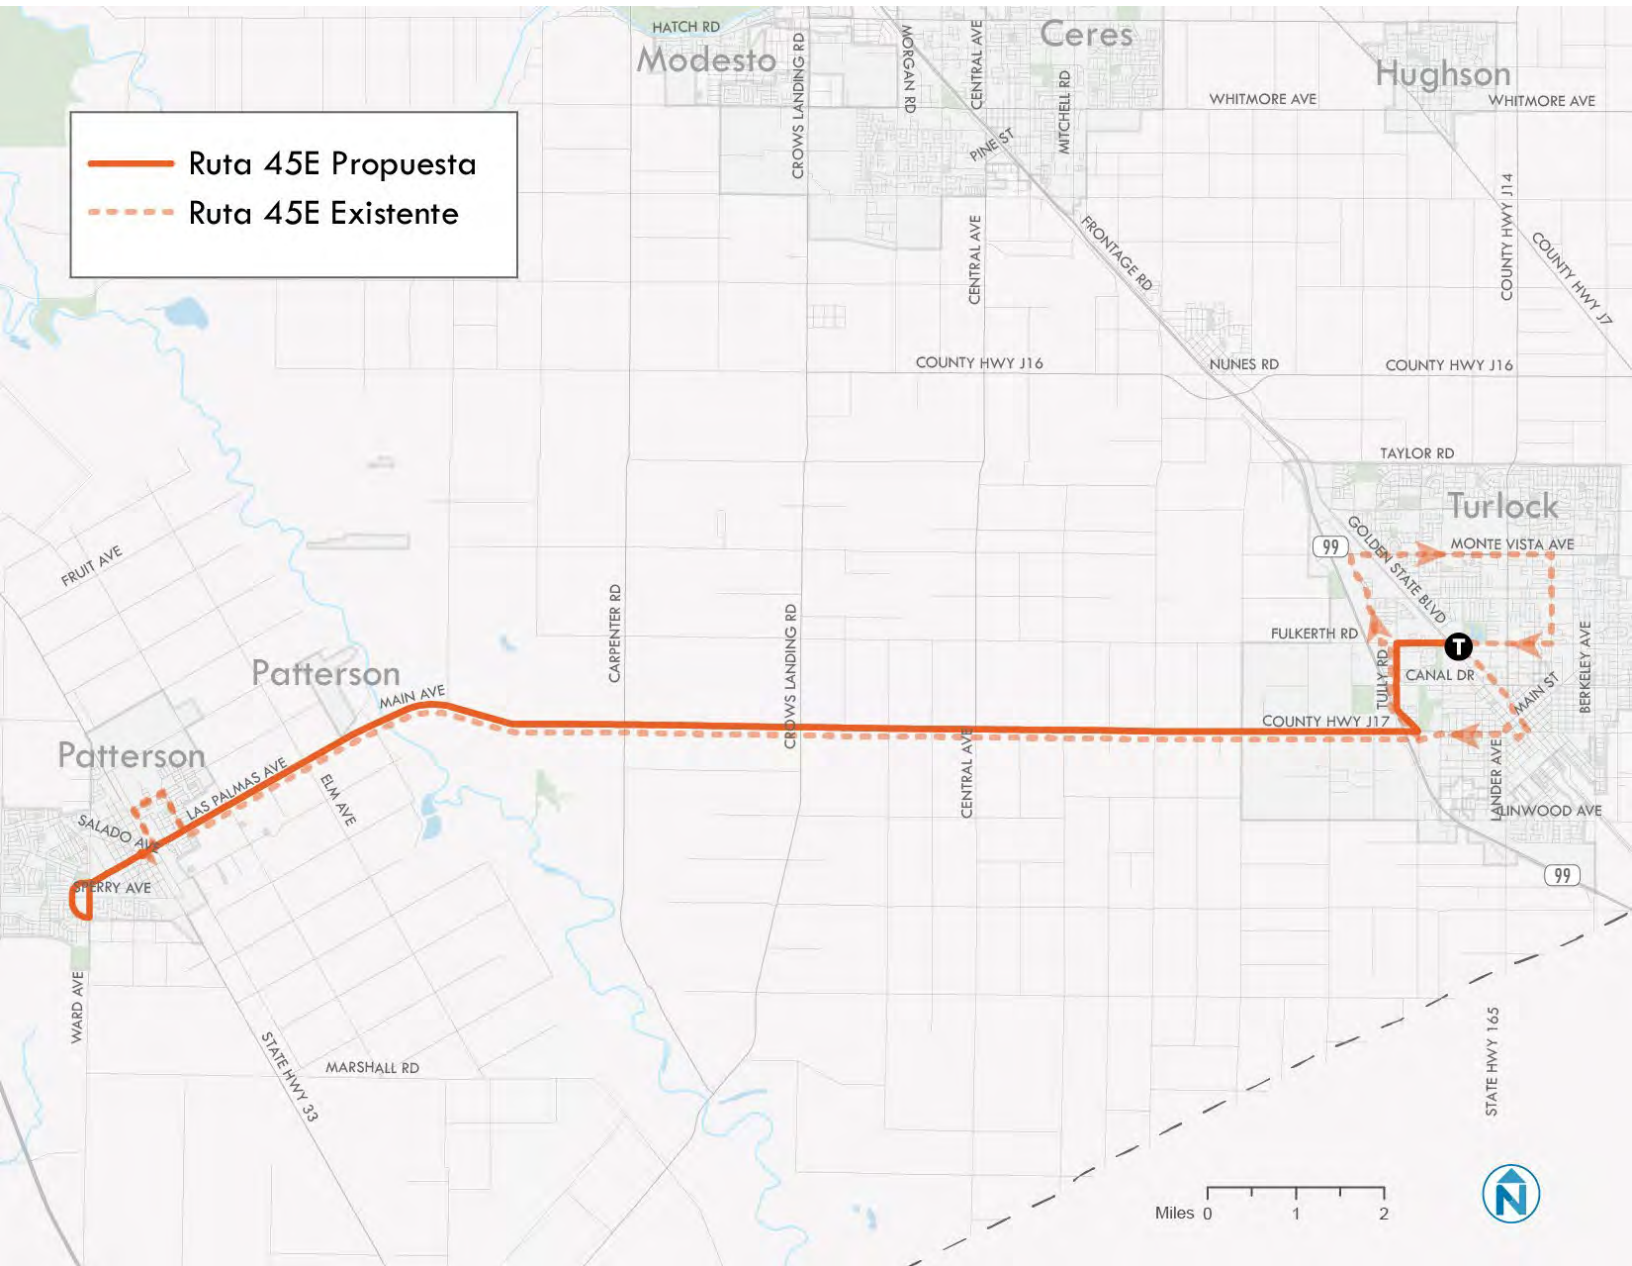 HATCH RD
Modesto
CROWS LANDING RD
MORGAN RD
CENTRAL AVE
Ceres
MITCHELL RD
PINE ST
Hughson
WHITMORE AVE
WHITMORE AVE
Ruta 45E Propuesta
Ruta 45E Existente
CENTRAL AVE
FRONTAGE RD
COUNTY HWY J14
COUNTY HWY J7
COUNTY HWY J16
NUNES RD
COUNTY HWY J16
TAYLOR RD
Turlock
GOLDEN STATE BLVD
99
MONTE VISTA AVE
FRUIT AVE
CARPENTER RD
CROWS LANDING RD
FULKERTH RD
T
TULLY RD
CANAL DR
MAIN ST
BERKELEY AVE
Patterson
MAIN AVE
COUNTY HWY J17
Patterson
LAS PALMAS AVE
ELM AVE
CENTRAL AVE
LANDER AVE
LINWOOD AVE
SALADO AVE
SPERRY AVE
99
WARD AVE
STATE HWY 33
MARSHALL RD
STATE HWY 165
N
Miles 0 1 2